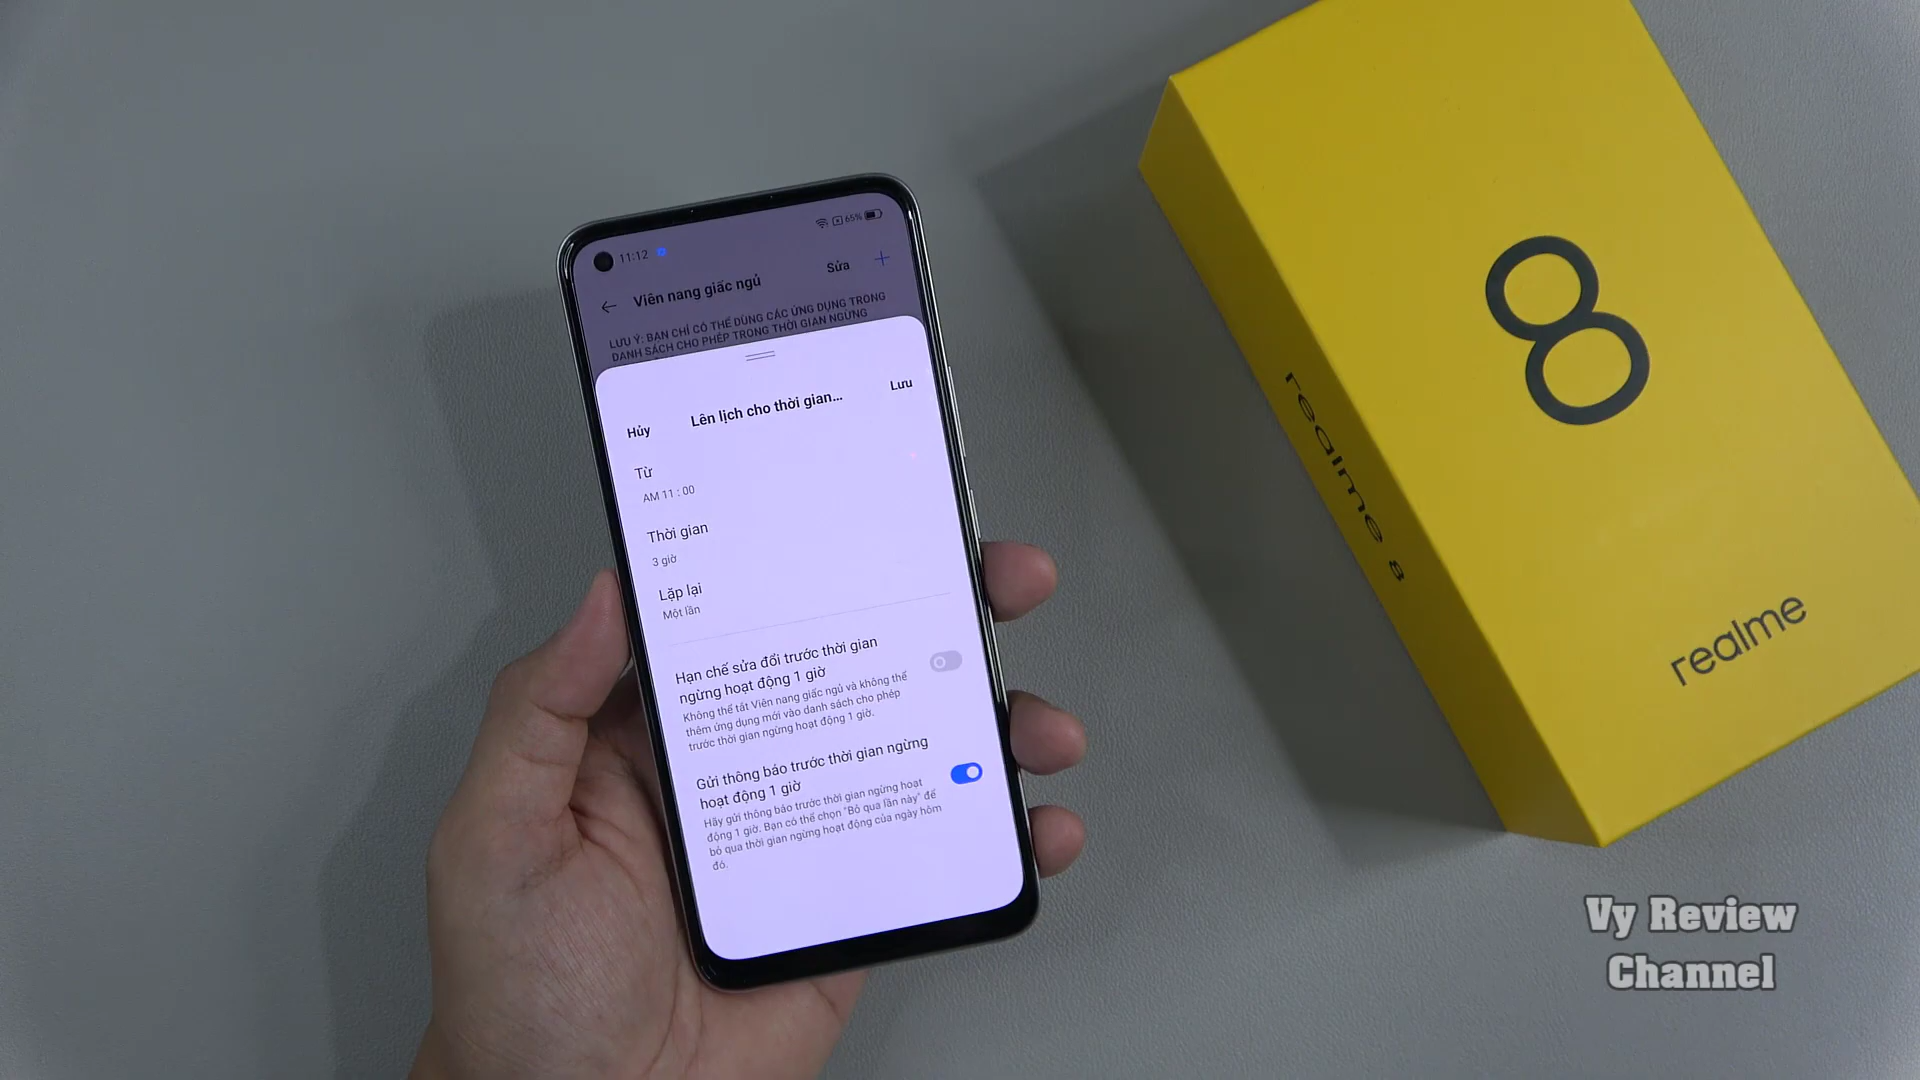 11:12
65%
Sửa
Viên nang giấc ngủ
LƯU Ý: BẠN CHỈ CÓ THỂ DÙNG CÁC ỨNG DỤNG TRONG
DANH SÁCH CHO PHÉP TRONG THỜI GIAN NGỪNG
Hủy
Lên lịch cho thời gian...
Lưu
Từ
AM 11 : 00
Thời gian
3 giờ
Lặp lại
Một lần
Hạn chế sửa đổi trước thời gian
ngừng hoạt động 1 giờ
Không thể tắt Viên nang giấc ngủ và không thể
thêm ứng dụng mới vào danh sách cho phép
trước thời gian ngừng hoạt động 1 giờ.
Gửi thông báo trước thời gian ngừng
hoạt động 1 giờ
Hãy gửi thông báo trước thời gian ngừng hoạt
động 1 giờ. Bạn có thể chọn "Bỏ qua lần này" để
bỏ qua thời gian ngừng hoạt động của ngày hôm
đó.
8
realme 8
realme
Vy Review
Channel